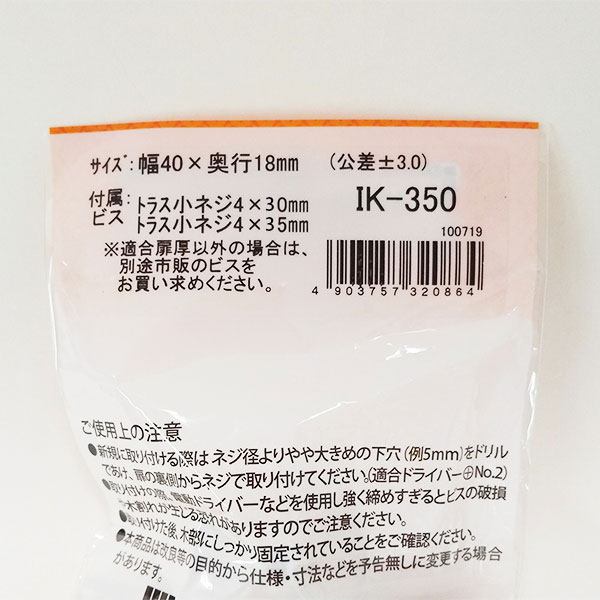 サイズ:幅40×奥行18mm （公差±3.0）
付属ビス:トラス小ネジ4×30mm
トラス小ネジ4×35mm
IK-350
100719
※適合扉厚以外の場合は、
別途市販のビスを
お買い求めください。
4 903757 320864
ご使用上の注意
●新規に取り付ける際は ネジ径よりやや大きめの下穴（例5mm）をドリル
であけ、扉の裏側からネジで取り付けてください。（適合ドライバー⊕No.2）
●取り付けの際、電動ドライバーなどを使用し強く締めすぎるとビスの破損
や木割れが生じる恐れがありますのでご注意ください。
●取り付けた後、木部にしっかり固定されていることをご確認ください。
●本商品は改良等の目的から仕様・寸法などを予告無しに変更する場合
があります。